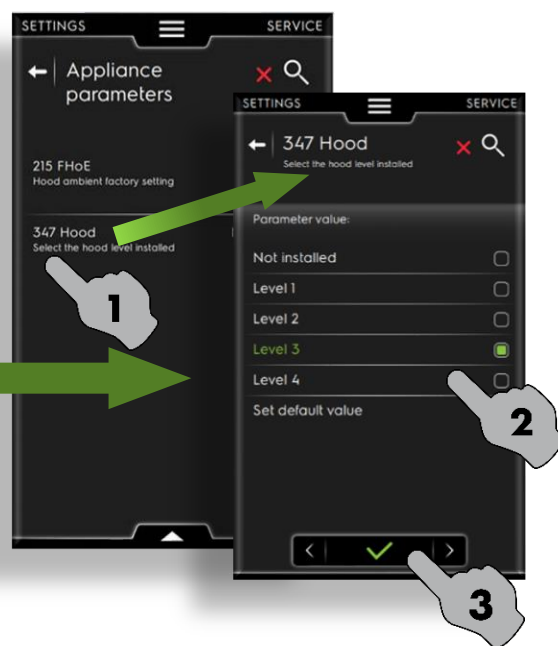 SETTINGS
SERVICE
Appliance
parameters
215 FHoE
Hood ambient factory setting
347 Hood
Select the hood level installed
1
SETTINGS
SERVICE
347 Hood
Select the hood level installed
Parameter value:
Not installed
Level 1
Level 2
Level 3
Level 4
Set default value
2
3